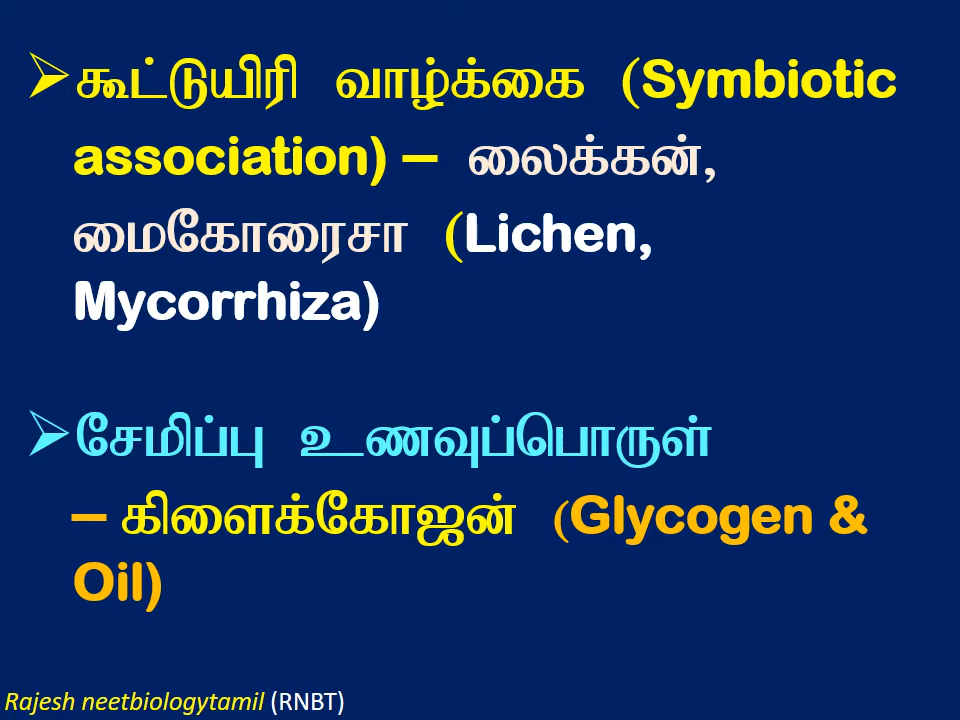 ➢கூட்டுயிரி வாழ்க்கை (Symbiotic
association) – லைக்கன்,
மைகோரைசா (Lichen,
Mycorrhiza)
➢சேமிப்பு உணவுப்பொருள்
– கிளைக்கோஜன் (Glycogen &
Oil)
Rajesh neetbiologytamil (RNBT)